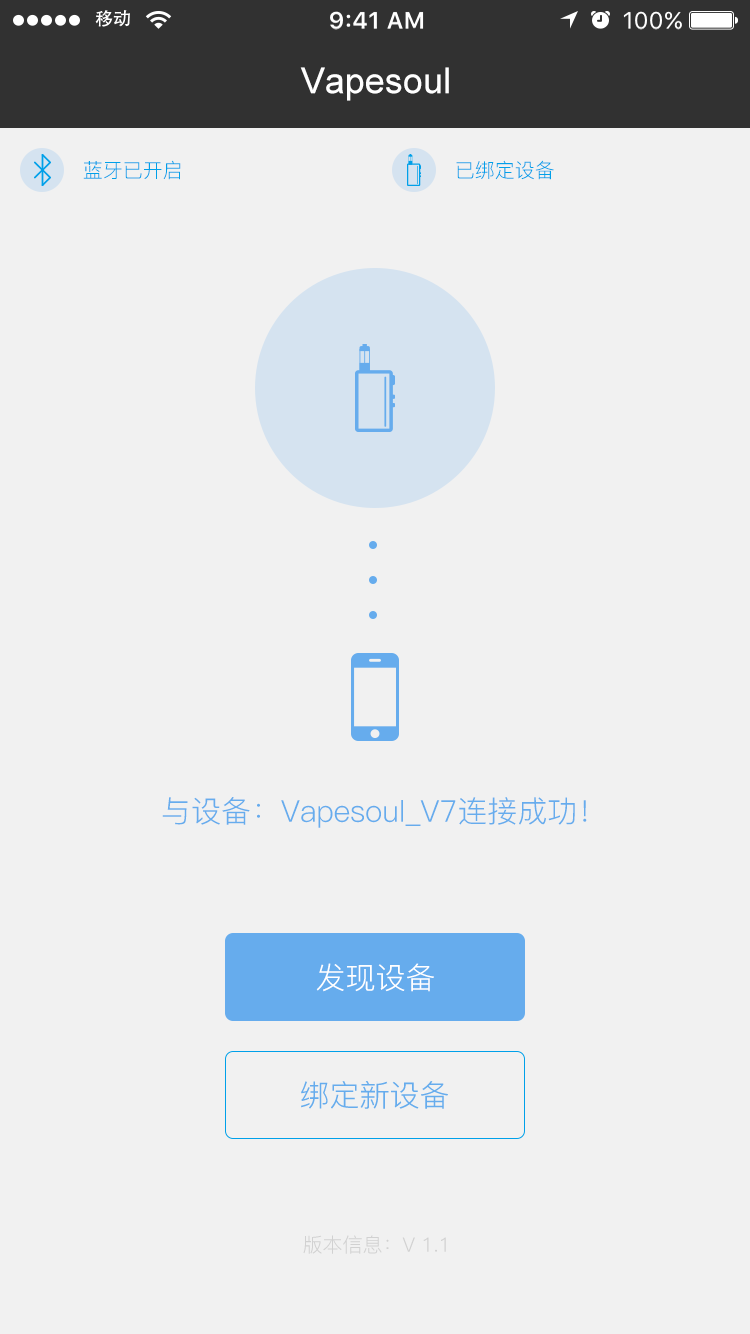 移动 9:41 AM 100%
Vapesoul
蓝牙已开启 已绑定设备
与设备：Vapesoul_V7连接成功！
发现设备
绑定新设备
版本信息：V 1.1